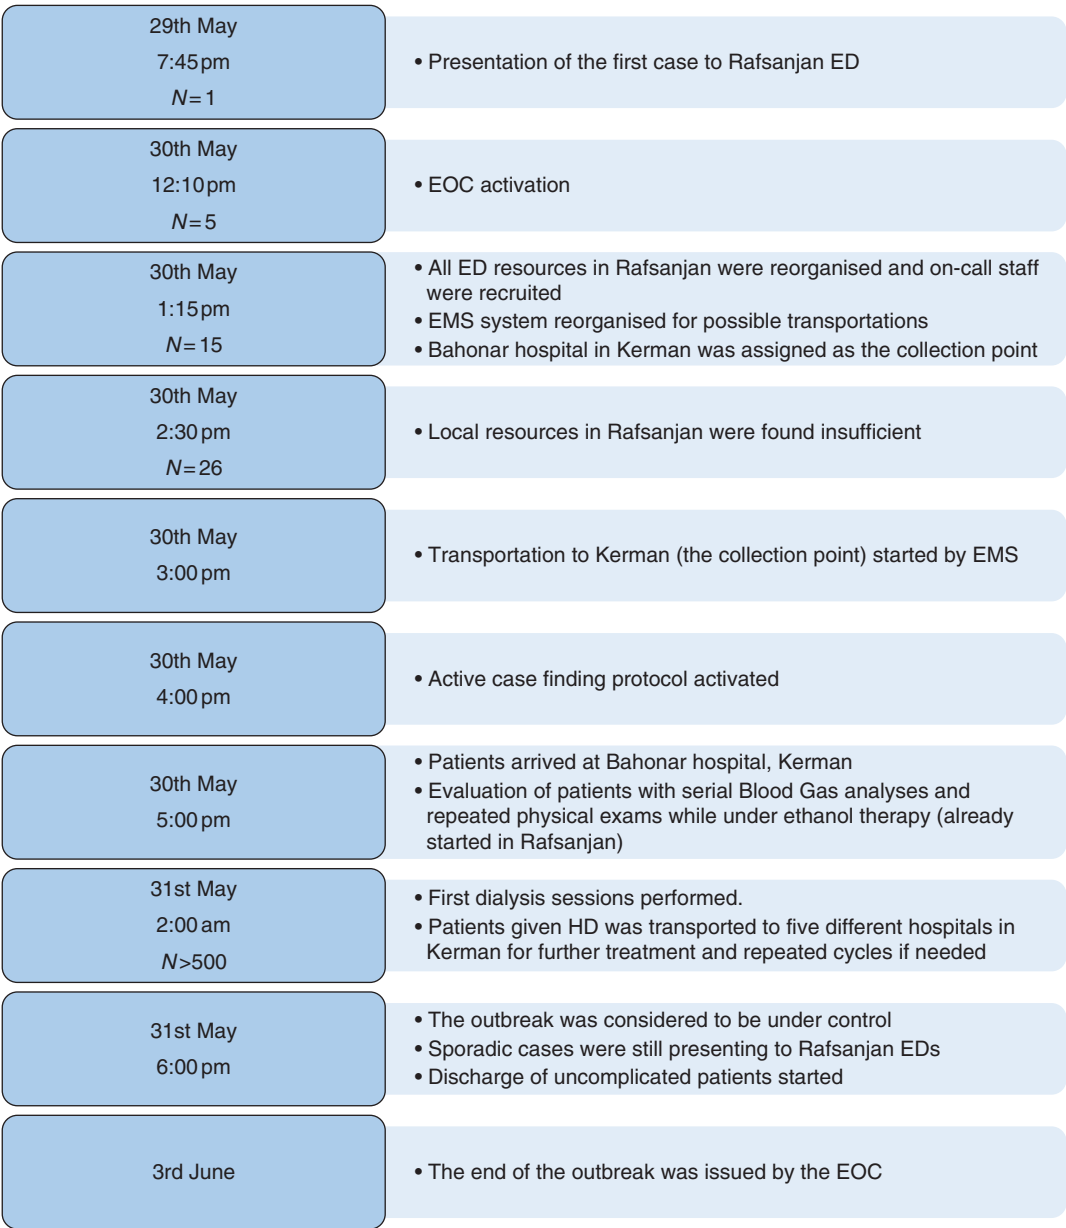 29th May
7:45 pm
N=1
• Presentation of the first case to Rafsanjan ED
30th May
12:10 pm
N=5
• EOC activation
30th May
1:15 pm
N=15
• All ED resources in Rafsanjan were reorganised and on-call staff
were recruited
• EMS system reorganised for possible transportations
• Bahonar hospital in Kerman was assigned as the collection point
30th May
2:30 pm
N=26
• Local resources in Rafsanjan were found insufficient
30th May
3:00 pm
• Transportation to Kerman (the collection point) started by EMS
30th May
4:00 pm
• Active case finding protocol activated
30th May
5:00 pm
• Patients arrived at Bahonar hospital, Kerman
• Evaluation of patients with serial Blood Gas analyses and
repeated physical exams while under ethanol therapy (already
started in Rafsanjan)
31st May
2:00 am
N>500
• First dialysis sessions performed.
• Patients given HD was transported to five different hospitals in
Kerman for further treatment and repeated cycles if needed
31st May
6:00 pm
• The outbreak was considered to be under control
• Sporadic cases were still presenting to Rafsanjan EDs
• Discharge of uncomplicated patients started
3rd June
• The end of the outbreak was issued by the EOC